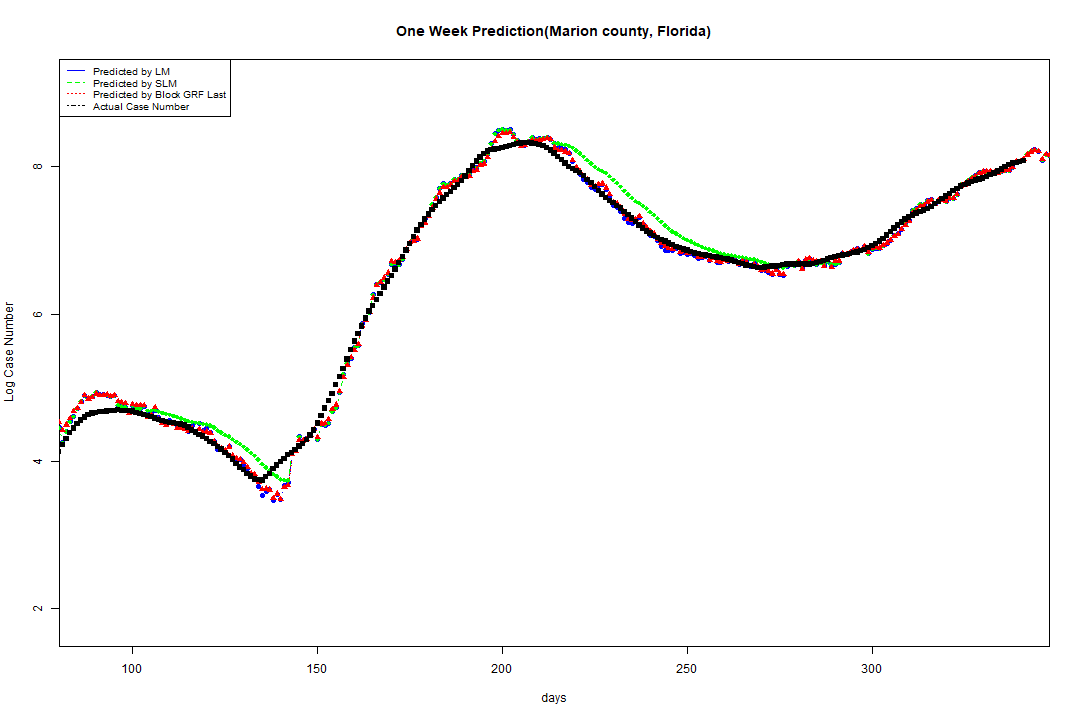 One Week Prediction(Marion county, Florida)
Predicted by LM
Predicted by SLM
Predicted by Block GRF Last
Actual Case Number
8
6
4
2
Log Case Number
100 150 200 250 300
days